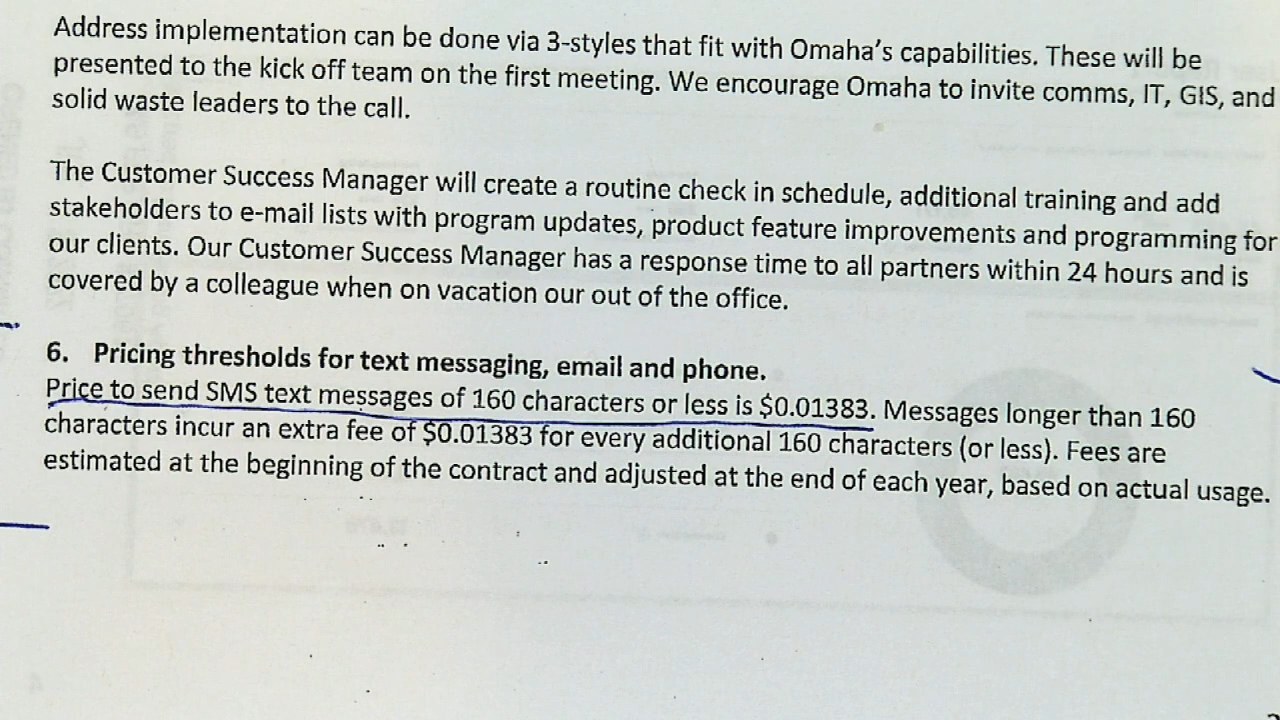 Address implementation can be done via 3-styles that fit with Omaha's capabilities. These will be
presented to the kick off team on the first meeting. We encourage Omaha to invite comms, IT, GIS, and
solid waste leaders to the call.
The Customer Success Manager will create a routine check in schedule, additional training and add
stakeholders to e-mail lists with program updates, product feature improvements and programming for
our clients. Our Customer Success Manager has a response time to all partners within 24 hours and is
covered by a colleague when on vacation our out of the office.
6. Pricing thresholds for text messaging, email and phone.
Price to send SMS text messages of 160 characters or less is $0.01383. Messages longer than 160
characters incur an extra fee of $0.01383 for every additional 160 characters (or less). Fees are
estimated at the beginning of the contract and adjusted at the end of each year, based on actual usage.